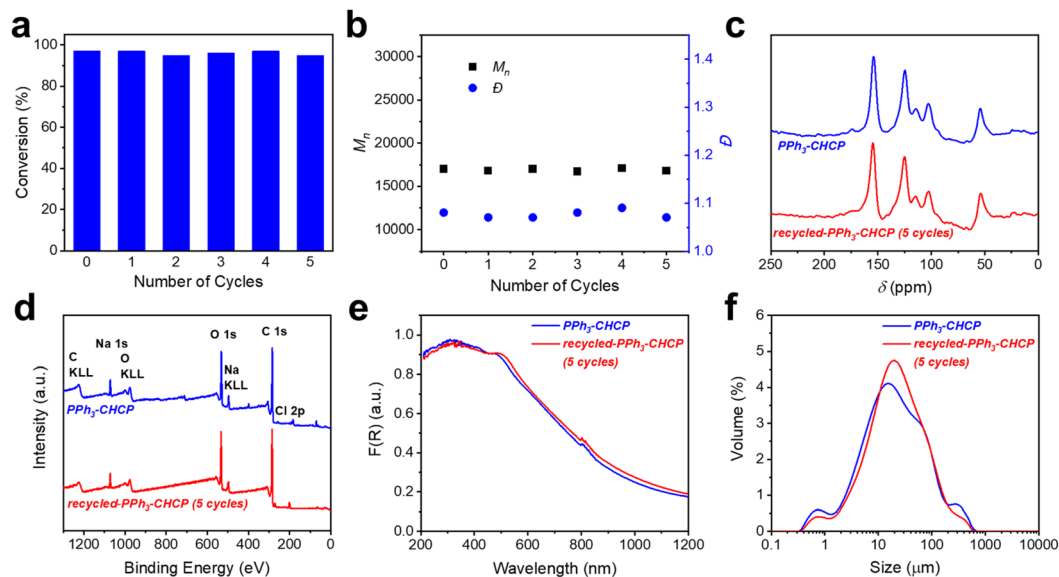 a
100
80
60
40
20
0
Conversion (%)
0 1 2 3 4 5
Number of Cycles
b
30000
25000
20000
15000
10000
Mn
Mn
Đ
1.4
1.3
1.2
1.1
1.0
Đ
0 1 2 3 4 5
Number of Cycles
c
PPh3-CHCP
recycled-PPh3-CHCP (5 cycles)
250 200 150 100 50 0
δ (ppm)
d
Intensity (a.u.)
C
KLL
Na 1s
O
KLL
O 1s
Na
KLL
C 1s
Cl 2p
PPh3-CHCP
recycled-PPh3-CHCP (5 cycles)
1200 1000 800 600 400 200 0
Binding Energy (eV)
e
1.0
0.8
0.6
0.4
0.2
0.0
F(R) (a.u.)
PPh3-CHCP
recycled-PPh3-CHCP
(5 cycles)
200 400 600 800 1000 1200
Wavelength (nm)
f
6
5
4
3
2
1
0
Volume (%)
PPh3-CHCP
recycled-PPh3-CHCP
(5 cycles)
0.1 1 10 100 1000 10000
Size (μm)